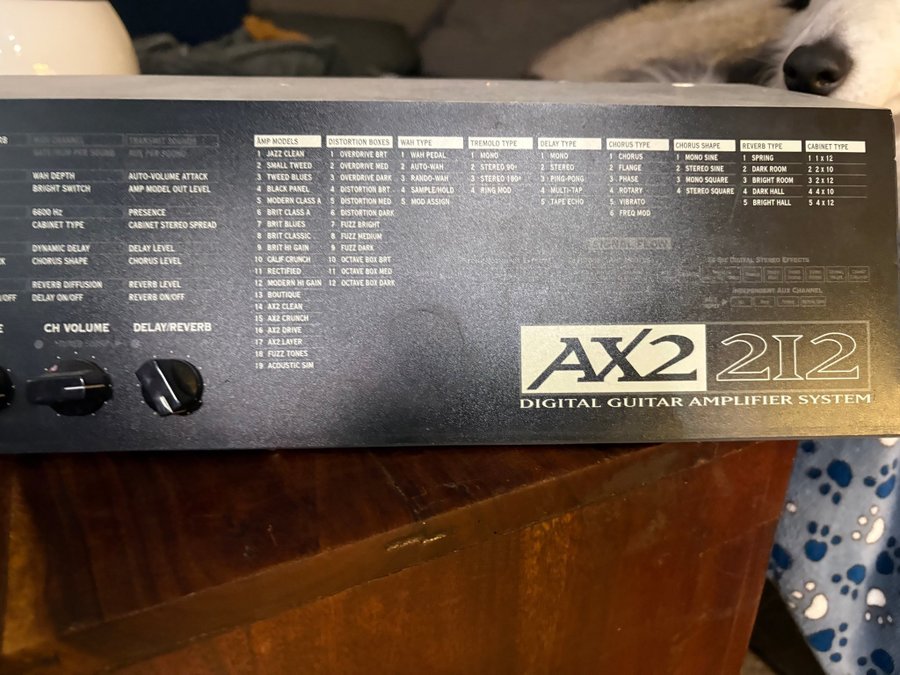 TRANSMIT SOUNDS
WAH DEPTH AUTO-VOLUME ATTACK
BRIGHT SWITCH AMP MODEL OUT LEVEL
6600 Hz PRESENCE
CABINET TYPE CABINET STEREO SPREAD
DYNAMIC DELAY DELAY LEVEL
CHORUS SHAPE CHORUS LEVEL
REVERB DIFFUSION REVERB LEVEL
DELAY ON/OFF REVERB ON/OFF
CH VOLUME DELAY/REVERB
AMP MODELS
1 JAZZ CLEAN
2 SMALL TWEED
3 TWEED BLUES
4 BLACK PANEL
5 MODERN CLASS A
6 BRIT CLASS A
7 BRIT BLUES
8 BRIT CLASSIC
9 BRIT HI GAIN
10 CALIF CRUNCH
11 RECTIFIED
12 MODERN HI GAIN
13 BOUTIQUE
14 AX2 CLEAN
15 AX2 CRUNCH
16 AX2 DRIVE
17 AX2 LAYER
18 FUZZ TONES
19 ACOUSTIC SIM
DISTORTION BOXES
1 OVERDRIVE BRT
2 OVERDRIVE MED
3 OVERDRIVE DARK
4 DISTORTION BRT
5 DISTORTION MED
6 DISTORTION DARK
7 FUZZ BRIGHT
8 FUZZ MEDIUM
9 FUZZ DARK
10 OCTAVE BOX BRT
11 OCTAVE BOX MED
12 OCTAVE BOX DARK
WAH TYPE
1 WAH PEDAL
2 AUTO-WAH
3 RANDO-WAH
4 SAMPLE/HOLD
5 MOD ASSIGN
TREMOLO TYPE
1 MONO
2 STEREO 90°
3 STEREO 180°
4 RING MOD
DELAY TYPE
1 MONO
2 STEREO
3 PING-PONG
4 MULTI-TAP
5 TAPE ECHO
CHORUS TYPE
1 CHORUS
2 FLANGE
3 PHASE
4 ROTARY
5 VIBRATO
6 FREQ MOD
CHORUS SHAPE
1 MONO SINE
2 STEREO SINE
3 MONO SQUARE
4 STEREO SQUARE
REVERB TYPE
1 SPRING
2 DARK ROOM
3 BRIGHT ROOM
4 DARK HALL
5 BRIGHT HALL
CABINET TYPE
1 1 x 12
2 2 x 10
3 2 x 12
4 4 x 10
5 4 x 12
SIGNAL FLOW
DIGITAL STEREO EFFECTS
INDEPENDENT AUX CHANNEL
AX2 212
DIGITAL GUITAR AMPLIFIER SYSTEM